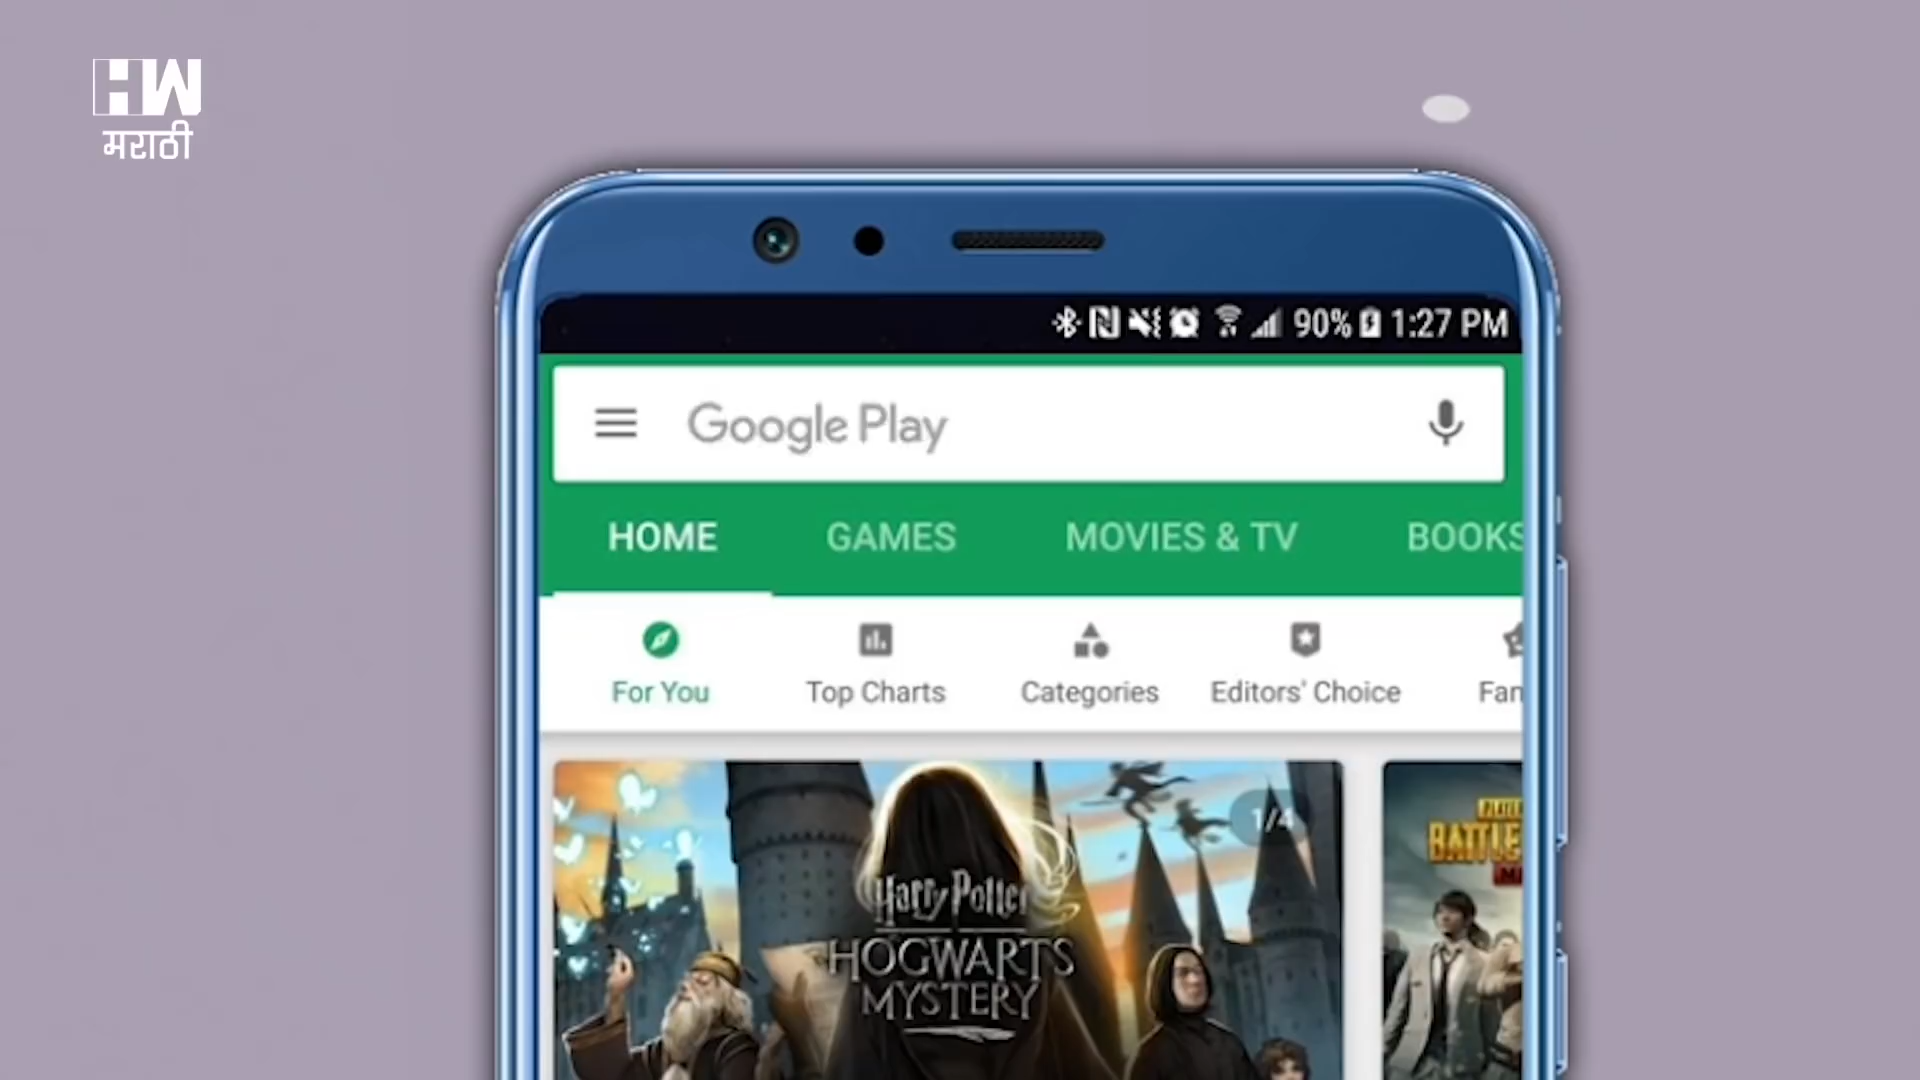 HW
मराठी
90% 1:27 PM
Google Play
HOME GAMES MOVIES & TV BOOKS
For You Top Charts Categories Editors' Choice Fam
1/4
Harry Potter
HOGWARTS
MYSTERY
BATTLE